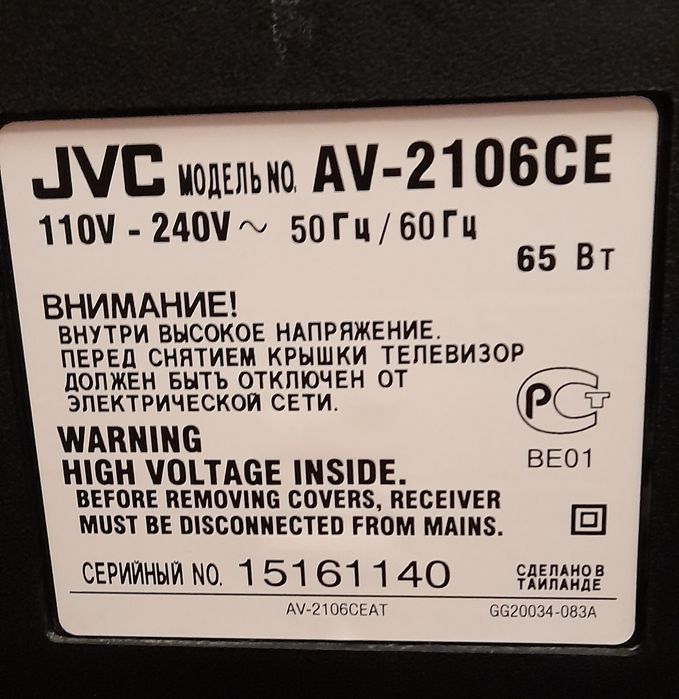 JVC МОДЕЛЬ NO. AV-2106CE
110V - 240V ~ 50Гц / 60Гц
65 Вт
ВНИМАНИЕ!
ВНУТРИ ВЫСОКОЕ НАПРЯЖЕНИЕ.
ПЕРЕД СНЯТИЕМ КРЫШКИ ТЕЛЕВИЗОР
ДОЛЖЕН БЫТЬ ОТКЛЮЧЕН ОТ
ЭЛЕКТРИЧЕСКОЙ СЕТИ.
РСТ
BE01
WARNING
HIGH VOLTAGE INSIDE.
BEFORE REMOVING COVERS, RECEIVER
MUST BE DISCONNECTED FROM MAINS.
СЕРИЙНЫЙ NO. 15161140
СДЕЛАНО В
ТАИЛАНДЕ
AV-2106CEAT GG20034-083A